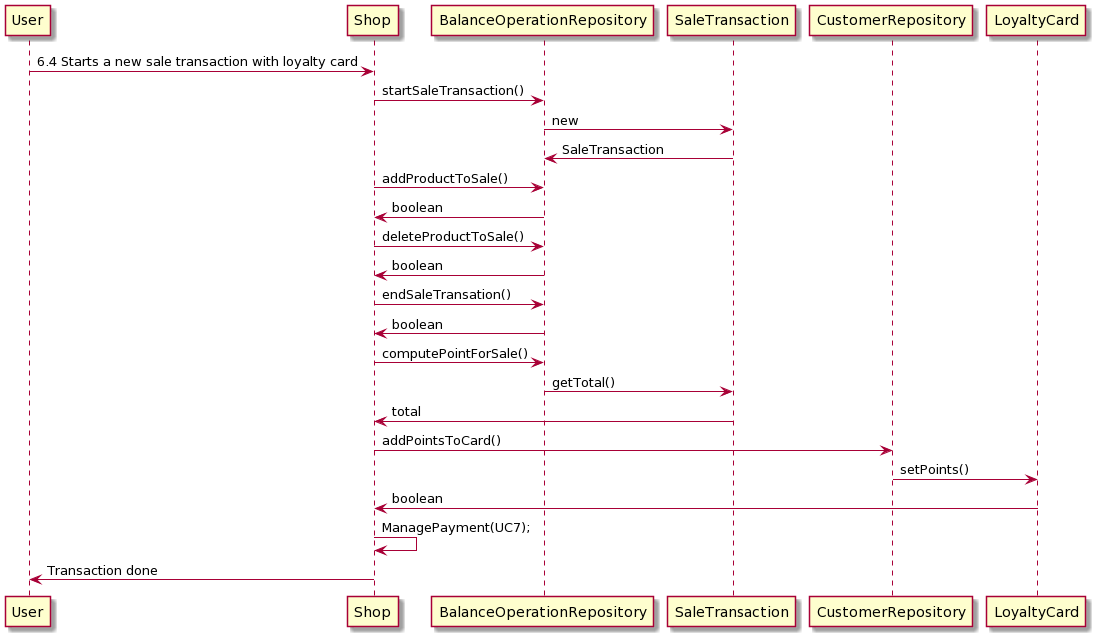 User Shop BalanceOperationRepository SaleTransaction CustomerRepository LoyaltyCard
6.4 Starts a new sale transaction with loyalty card
startSaleTransaction()
new
SaleTransaction
addProductToSale()
boolean
deleteProductToSale()
boolean
endSaleTransation()
boolean
computePointForSale()
getTotal()
total
addPointsToCard()
setPoints()
boolean
ManagePayment(UC7);
Transaction done
User Shop BalanceOperationRepository SaleTransaction CustomerRepository LoyaltyCard